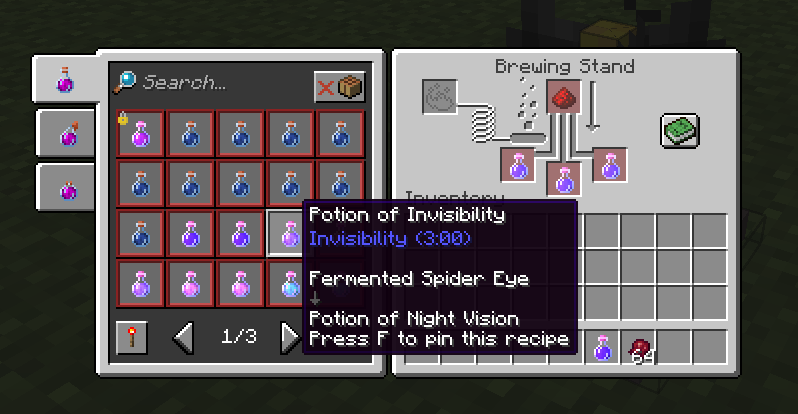 Search...
1/3
Brewing Stand
Inventory
Potion of Invisibility
Invisibility (3:00)
Fermented Spider Eye
↓
Potion of Night Vision
Press F to pin this recipe
64